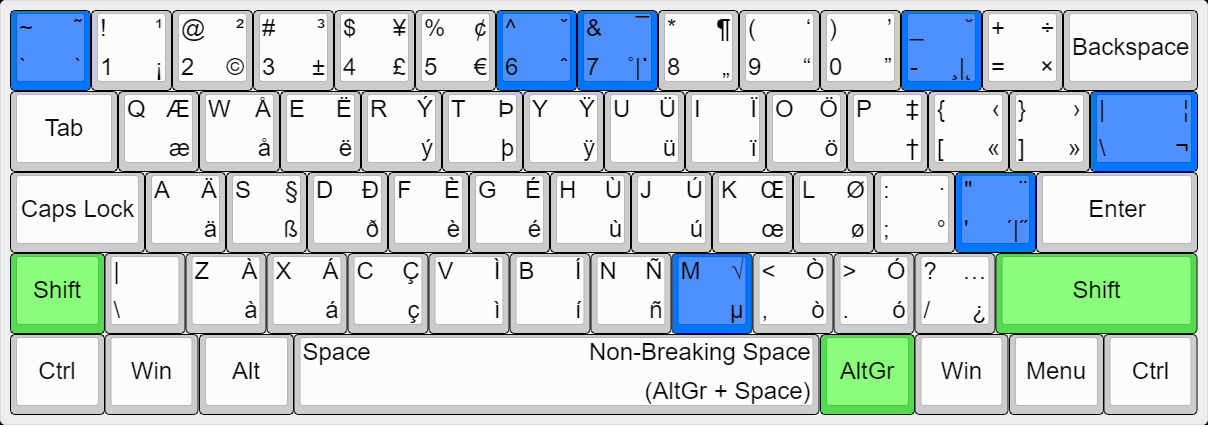 ~ ˜ ! ¹ @ ² # ³ $ ¥ % ¢ ^ ˇ & ¯ * ¶ ( ‘ ) ’ _ ˘ + ÷ Backspace
` ` 1 ¡ 2 © 3 ± 4 £ 5 € 6 ˆ 7 ˚|˙ 8 „ 9 “ 0 ” - ¸|˛ = ×
Tab Q Æ W Å E Ë R Ý T Þ Y Ÿ U Ü I Ï O Ö P ‡ { ‹ } › | ¦
æ å ë ý þ ÿ ü ï ö † [ « ] » \ ¬
Caps Lock A Ä S § D Ð F È G É H Ù J Ú K Œ L Ø : · " ¨ Enter
ä ß ð è é ù ú œ ø ; ° ' ´|˝
Shift | Z À X Á C Ç V Ì B Í N Ñ M √ < Ò > Ó ? … Shift
\ à á ç ì í ñ µ , ò . ó / ¿
Ctrl Win Alt Space Non-Breaking Space AltGr Win Menu Ctrl
(AltGr + Space)